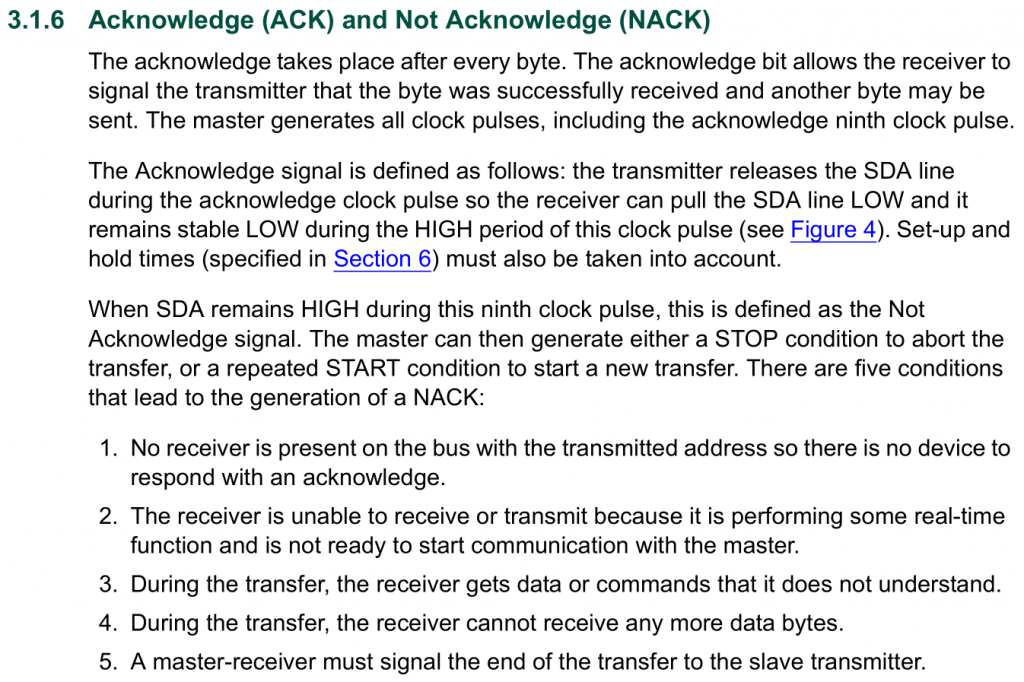 3.1.6 Acknowledge (ACK) and Not Acknowledge (NACK)
The acknowledge takes place after every byte. The acknowledge bit allows the receiver to
signal the transmitter that the byte was successfully received and another byte may be
sent. The master generates all clock pulses, including the acknowledge ninth clock pulse.
The Acknowledge signal is defined as follows: the transmitter releases the SDA line
during the acknowledge clock pulse so the receiver can pull the SDA line LOW and it
remains stable LOW during the HIGH period of this clock pulse (see Figure 4). Set-up and
hold times (specified in Section 6) must also be taken into account.
When SDA remains HIGH during this ninth clock pulse, this is defined as the Not
Acknowledge signal. The master can then generate either a STOP condition to abort the
transfer, or a repeated START condition to start a new transfer. There are five conditions
that lead to the generation of a NACK:
1. No receiver is present on the bus with the transmitted address so there is no device to
respond with an acknowledge.
2. The receiver is unable to receive or transmit because it is performing some real-time
function and is not ready to start communication with the master.
3. During the transfer, the receiver gets data or commands that it does not understand.
4. During the transfer, the receiver cannot receive any more data bytes.
5. A master-receiver must signal the end of the transfer to the slave transmitter.